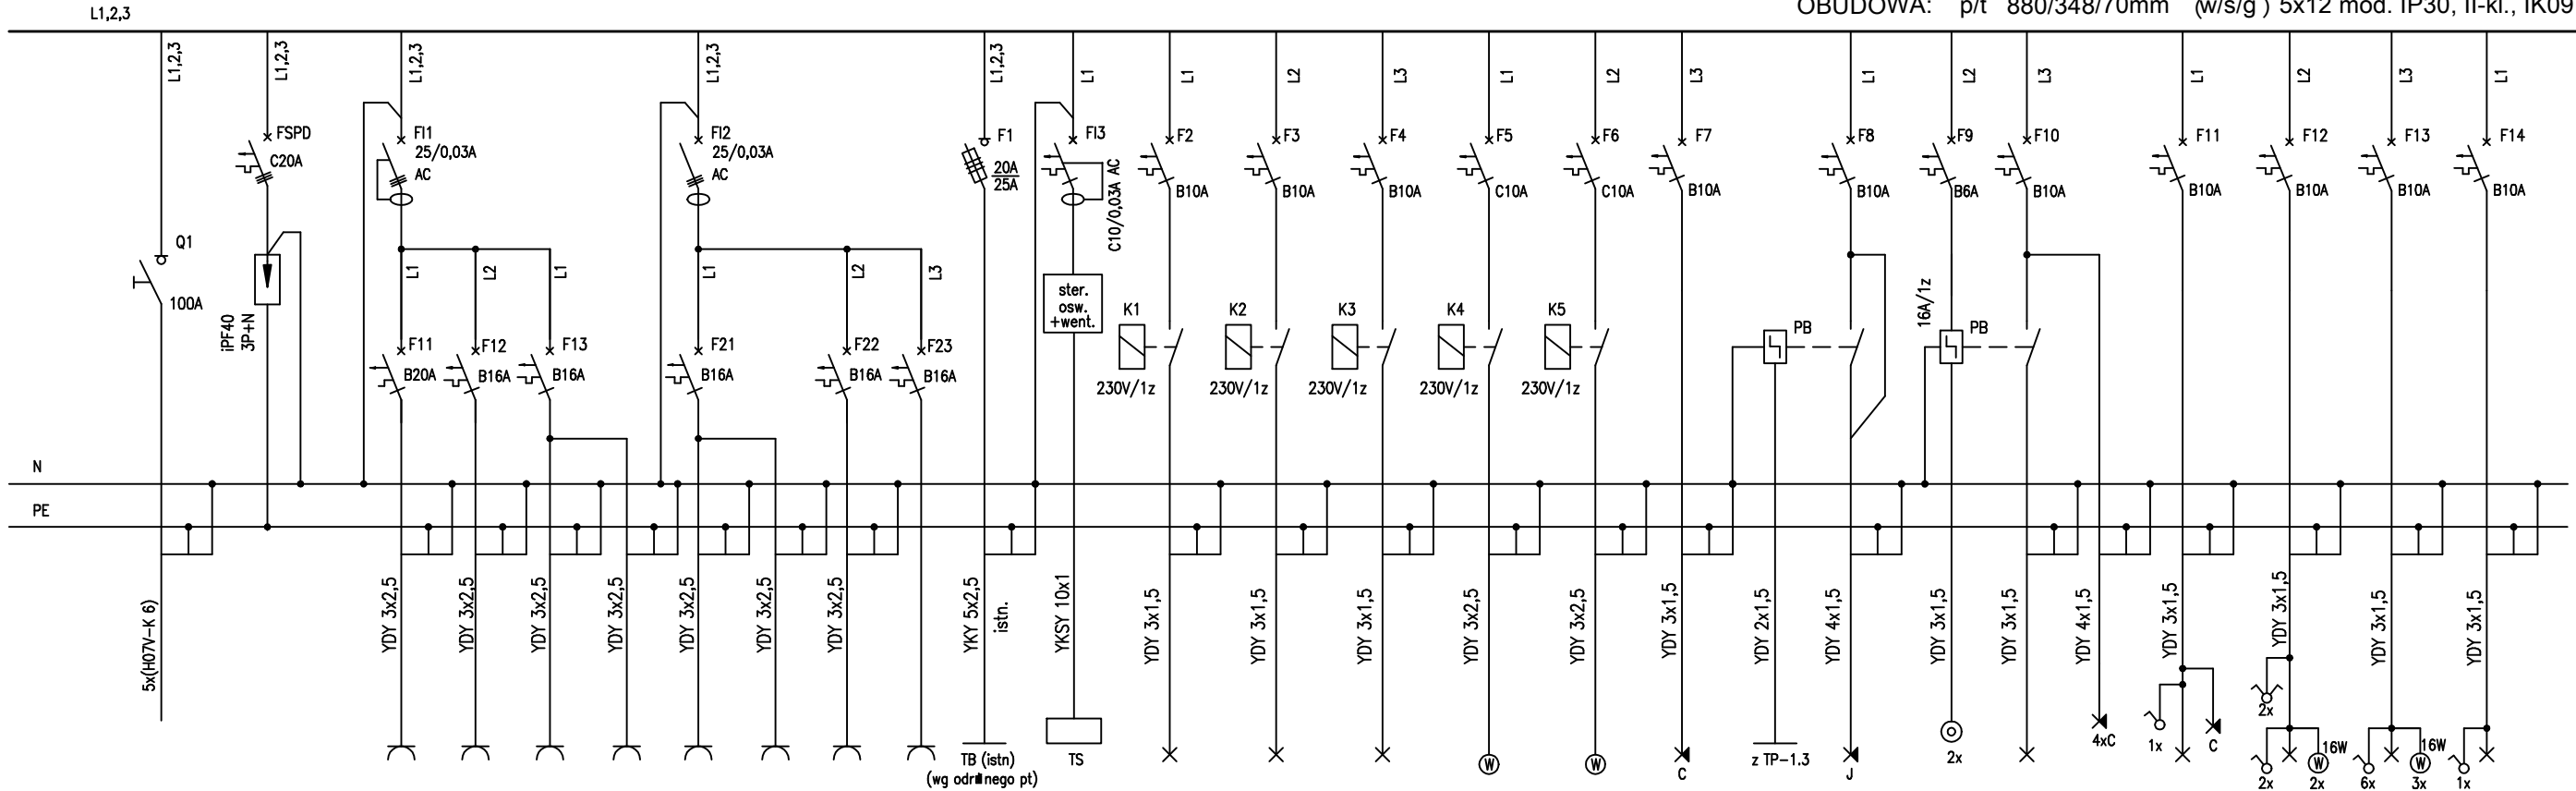 L1,2,3
OBUDOWA: p/t 880/348/70mm (w/s/g ) 5x12 mod. IP30, II-kl., IK09
L1,2,3
L1,2,3
L1,2,3
L1,2,3
L1,2,3
L1
L1
L2
L3
L1
L2
L3
L1
L2
L3
L1
L2
L3
L1
FSPD
C20A
FI1
25/0,03A
AC
FI2
25/0,03A
AC
F1
20A
25A
FI3
C10/0,03A AC
F2
B10A
F3
B10A
F4
B10A
F5
C10A
F6
C10A
F7
B10A
F8
B10A
F9
B6A
F10
B10A
F11
B10A
F12
B10A
F13
B10A
F14
B10A
Q1
100A
iPF40
3P+N
L1
L2
L1
L1
L2
L3
ster.
osw.
+went.
K1
230V/1z
K2
230V/1z
K3
230V/1z
K4
230V/1z
K5
230V/1z
PB
16A/1z
PB
F11
B20A
F12
B16A
F13
B16A
F21
B16A
F22
B16A
F23
B16A
N
PE
5x(H07V-K 6)
YDY 3x2,5
YDY 3x2,5
YDY 3x2,5
YDY 3x2,5
YDY 3x2,5
YDY 3x2,5
YDY 3x2,5
YKY 5x2,5
istn.
YKSY 10x1
YDY 3x1,5
YDY 3x1,5
YDY 3x1,5
YDY 3x2,5
YDY 3x2,5
YDY 3x1,5
YDY 2x1,5
YDY 4x1,5
YDY 3x1,5
YDY 3x1,5
YDY 4x1,5
YDY 3x1,5
YDY 3x1,5
YDY 3x1,5
YDY 3x1,5
TB (istn)
(wg odr nego pt)
TS
W
W
C
z TP-1.3
J
2x
4xC
1x
C
2x
2x
16W
W
2x
6x
16W
W
3x
1x